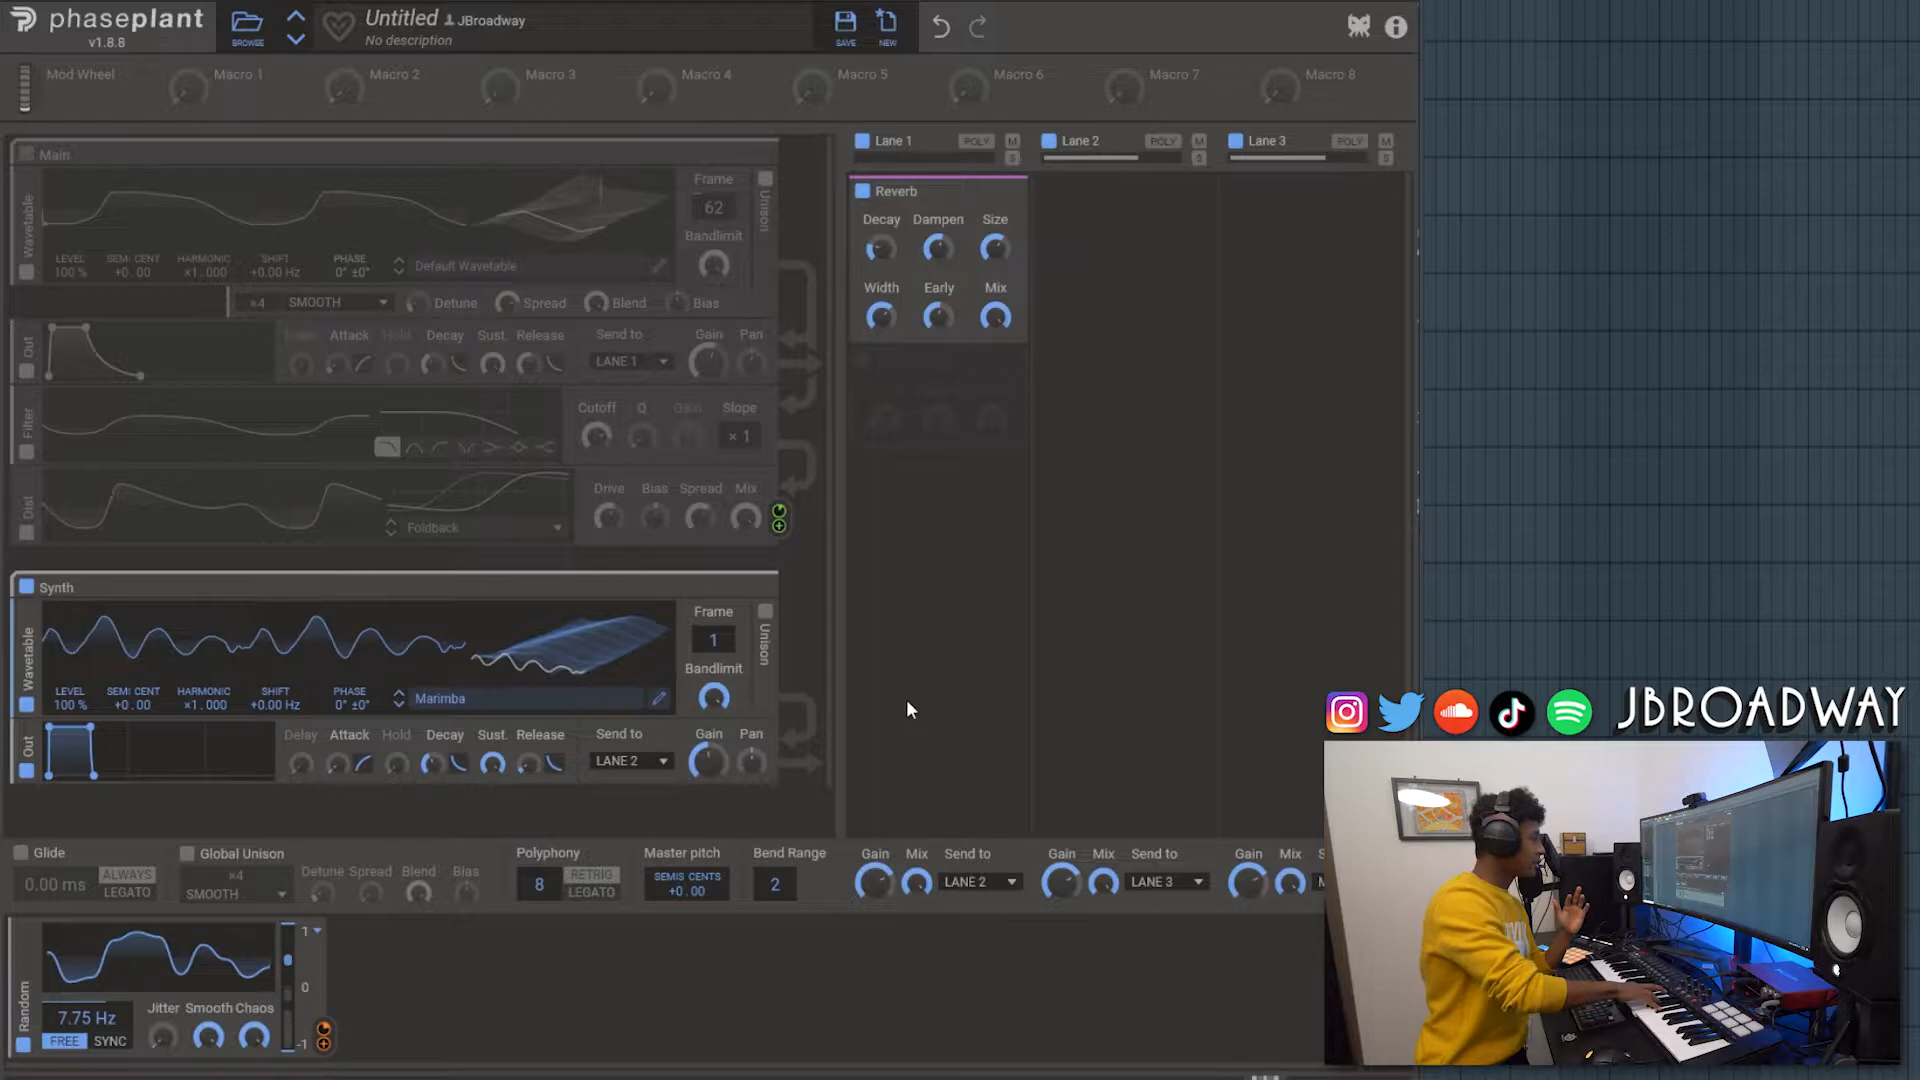 phaseplant
v1.8.8
BROWSE
Untitled JBroadway
No description
SAVE
NEW
Mod Wheel
Macro 1
Macro 2
Macro 3
Macro 4
Macro 5
Macro 6
Macro 7
Macro 8
Main
Wavetable
LEVEL
100 %
SEMI CENT
+0.00
HARMONIC
×1.000
SHIFT
+0.00 Hz
PHASE
0° ±0°
Default Wavetable
Frame
62
Bandlimit
Unison
×4
SMOOTH
Detune
Spread
Blend
Bias
Out
Attack
Hold
Decay
Sust.
Release
Send to
LANE 1
Gain
Pan
Filter
Cutoff
Q
Gain
Slope
× 1
Dist
Foldback
Drive
Bias
Spread
Mix
Synth
Wavetable
LEVEL
100 %
SEMI CENT
+0.00
HARMONIC
×1.000
SHIFT
+0.00 Hz
PHASE
0° ±0°
Marimba
Frame
1
Bandlimit
Unison
Out
Delay
Attack
Hold
Decay
Sust.
Release
Send to
LANE 2
Gain
Pan
Lane 1
POLY
M
S
Lane 2
POLY
M
S
Lane 3
POLY
M
S
Reverb
Decay
Dampen
Size
Width
Early
Mix
Glide
0.00 ms
ALWAYS
LEGATO
Global Unison
×4
SMOOTH
Detune
Spread
Blend
Bias
Polyphony
8
RETRIG
LEGATO
Master pitch
SEMIS CENTS
+0.00
Bend Range
2
Gain
Mix
Send to
LANE 2
Gain
Mix
Send to
LANE 3
Gain
Mix
Random
7.75 Hz
FREE
SYNC
Jitter
Smooth
Chaos
1
0
-1
JBROADWAY